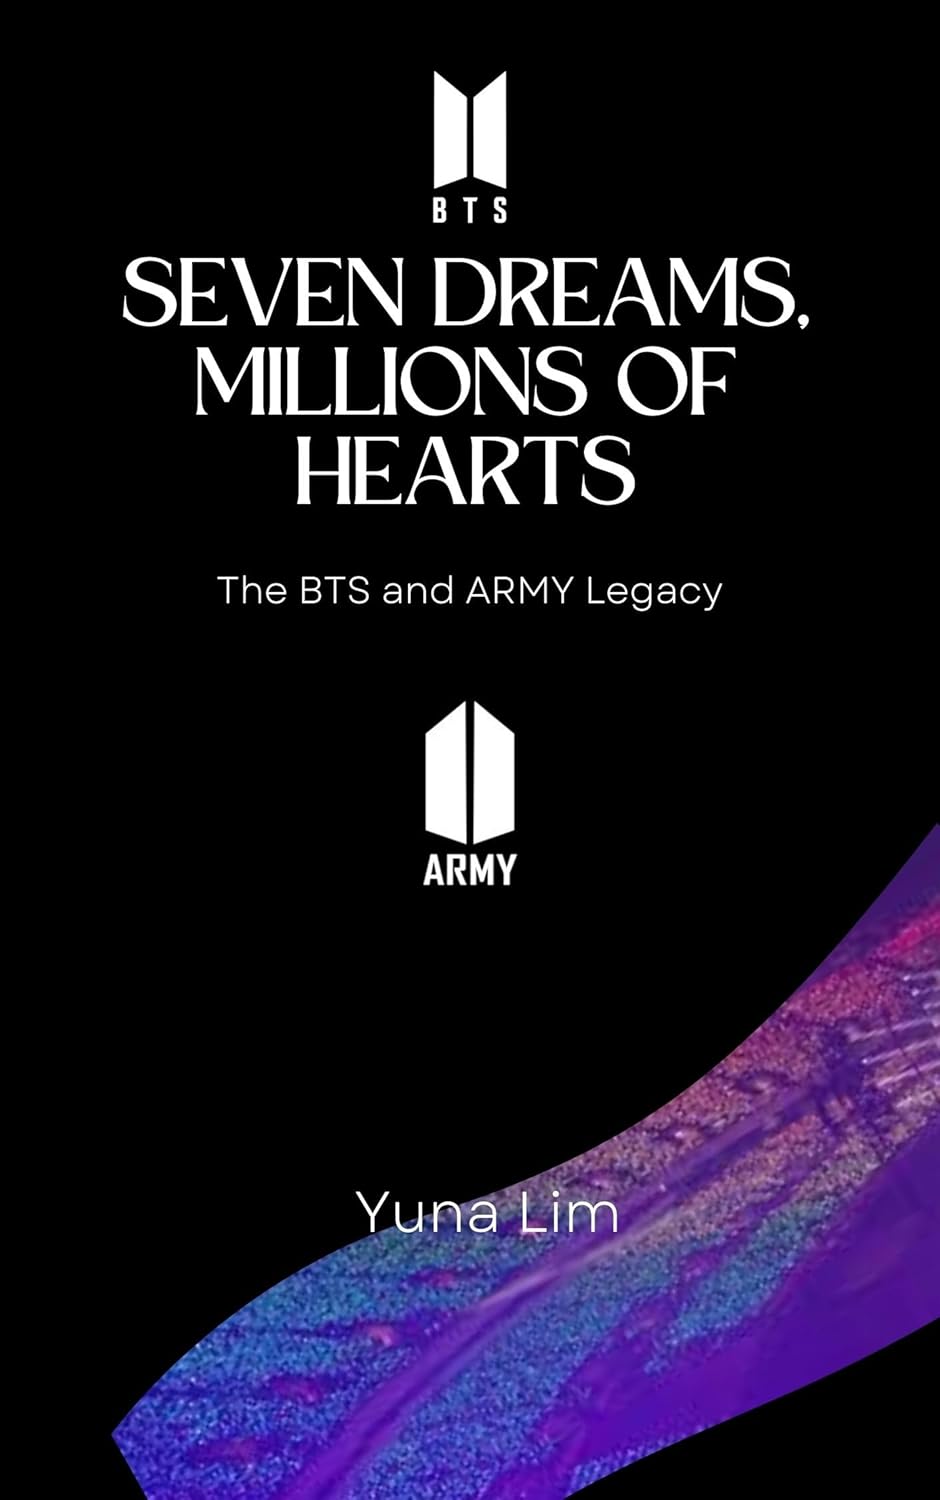 BTS
SEVEN DREAMS,
MILLIONS OF
HEARTS
The BTS and ARMY Legacy
ARMY
Yuna Lim